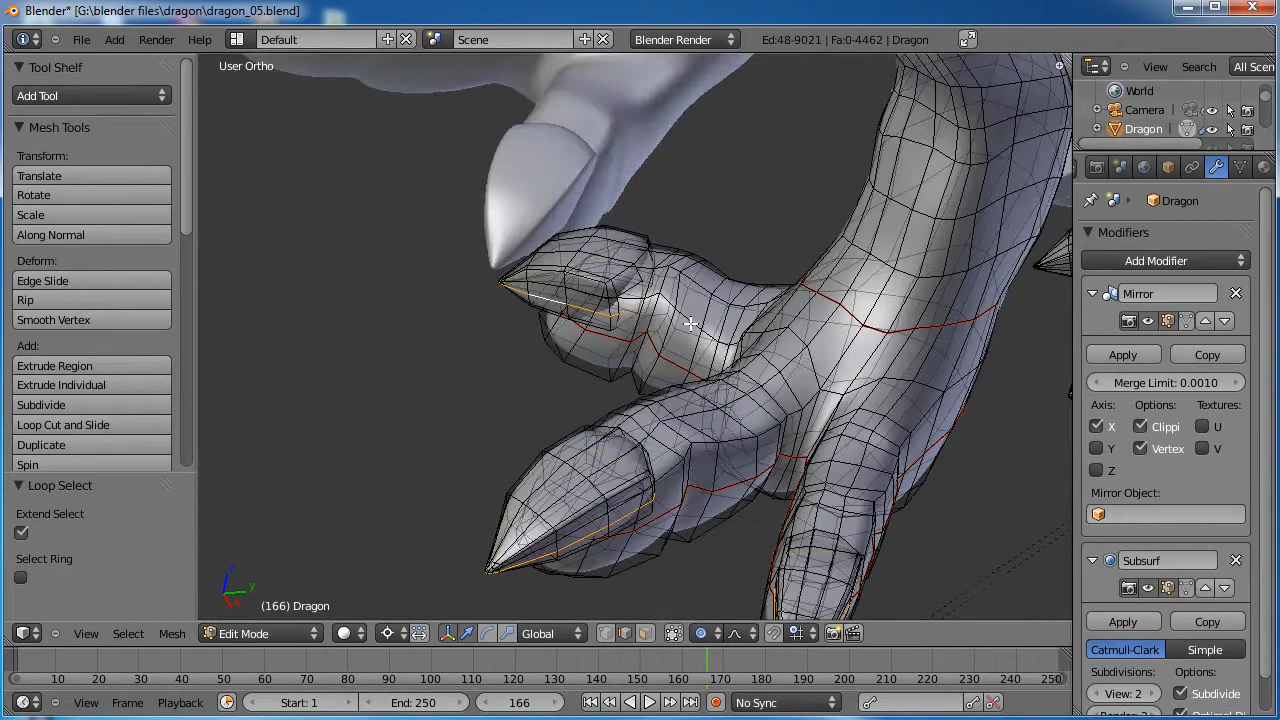 Blender* [G:\blender files\dragon\dragon_05.blend]
File Add Render Help Default Scene Blender Render Ed:48-9021 | Fa:0-4462 | Dragon
Tool Shelf
Add Tool
Mesh Tools
Transform:
Translate
Rotate
Scale
Along Normal
Deform:
Edge Slide
Rip
Smooth Vertex
Add:
Extrude Region
Extrude Individual
Subdivide
Loop Cut and Slide
Duplicate
Spin
Loop Select
Extend Select
Select Ring
User Ortho
z
y
x
(166) Dragon
View Select Mesh Edit Mode Global
10 20 30 40 50 60 70 80 90 100 110 120 130 140 150 160 170 180 190 200 210 220 230 240 250
View Frame Playback Start: 1 End: 250 166 No Sync
View Search All Scen
World
Camera
Dragon
Dragon
Modifiers
Add Modifier
Mirror
Apply Copy
Merge Limit: 0.0010
Axis: Options: Textures:
X Clippi U
Y Vertex V
Z
Mirror Object:
Subsurf
Apply Copy
Catmull-Clark Simple
Subdivisions: Options:
View: 2 Subdivide